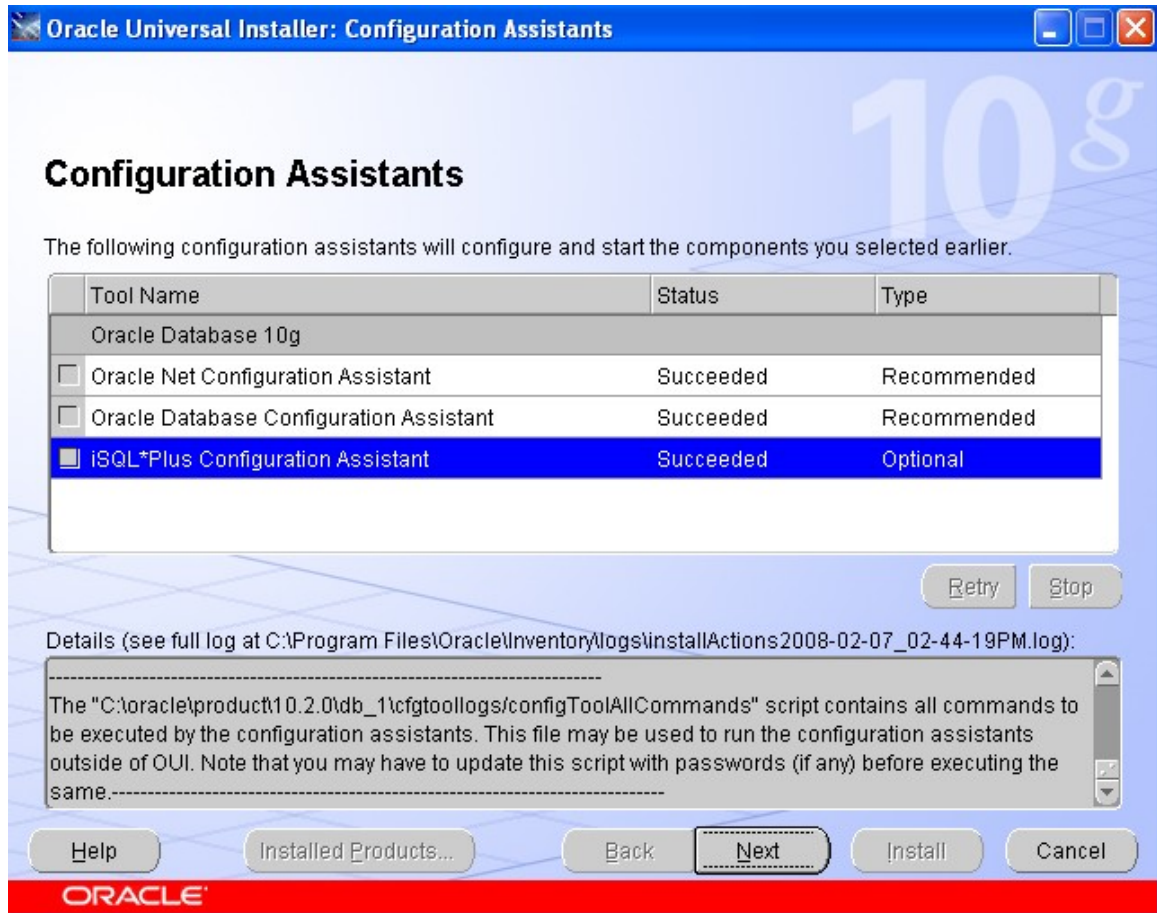 Oracle Universal Installer: Configuration Assistants
10g
Configuration Assistants
The following configuration assistants will configure and start the components you selected earlier.
Tool Name Status Type
Oracle Database 10g
Oracle Net Configuration Assistant Succeeded Recommended
Oracle Database Configuration Assistant Succeeded Recommended
iSQL*Plus Configuration Assistant Succeeded Optional
Retry Stop
Details (see full log at C:\Program Files\Oracle\Inventory\logs\installActions2008-02-07_02-44-19PM.log):
------------------------------------------------------------------------------
The "C:\oracle\product\10.2.0\db_1\cfgtoollogs/configToolAllCommands" script contains all commands to
be executed by the configuration assistants. This file may be used to run the configuration assistants
outside of OUI. Note that you may have to update this script with passwords (if any) before executing the
same.------------------------------------------------------------------------------
Help Installed Products... Back Next Install Cancel
ORACLE